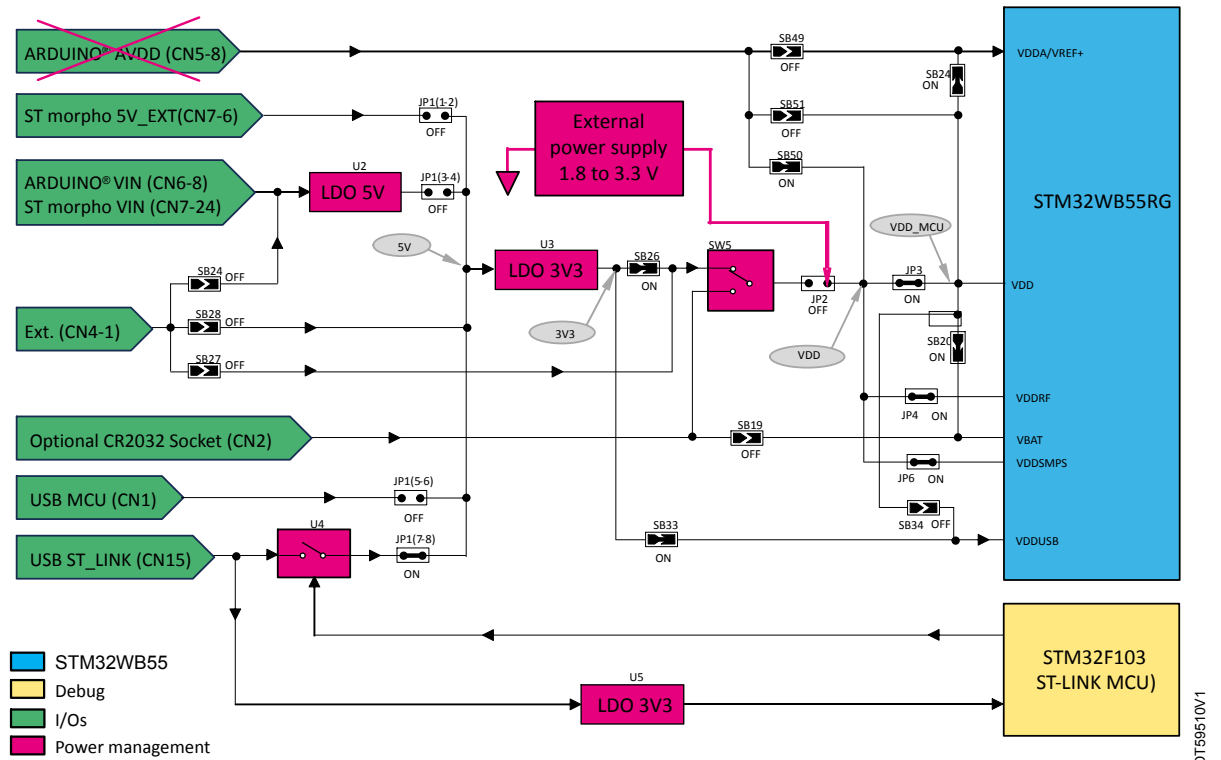 ARDUINO® AVDD (CN5-8)
SB49
OFF
VDDA/VREF+
SB24
ON
ST morpho 5V_EXT(CN7-6)
JP1(1-2)
OFF
SB51
OFF
External
power supply
1.8 to 3.3 V
SB50
ON
ARDUINO® VIN (CN6-8)
ST morpho VIN (CN7-24)
U2
LDO 5V
JP1(3-4)
OFF
STM32WB55RG
5V
VDD_MCU
U3
LDO 3V3
SB26
ON
SW5
JP2
OFF
JP3
ON
VDD
SB24 OFF
Ext. (CN4-1)
SB28 OFF
3V3
VDD
SB20
ON
SB27 OFF
JP4 ON
VDDRF
Optional CR2032 Socket (CN2)
SB19
OFF
VBAT
VDDSMPS
JP6 ON
USB MCU (CN1)
JP1(5-6)
OFF
SB34 OFF
USB ST_LINK (CN15)
U4
JP1(7-8)
ON
SB33
ON
VDDUSB
STM32WB55
Debug
I/Os
Power management
U5
LDO 3V3
STM32F103
ST-LINK MCU)
DT59510V1